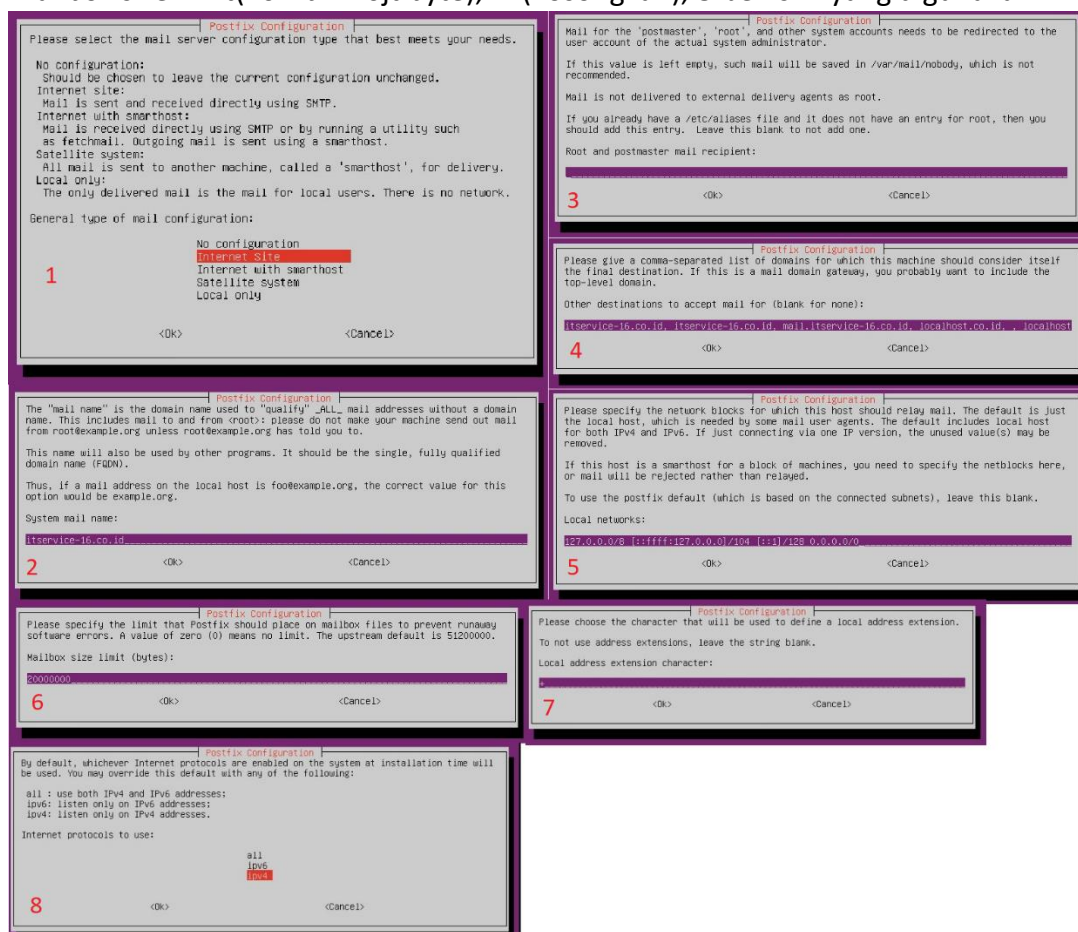 Postfix Configuration
Please select the mail server configuration type that best meets your needs.
No configuration:
Should be chosen to leave the current configuration unchanged.
Internet site:
Mail is sent and received directly using SMTP.
Internet with smarthost:
Mail is received directly using SMTP or by running a utility such
as fetchmail. Outgoing mail is sent using a smarthost.
Satellite system:
All mail is sent to another machine, called a 'smarthost', for delivery.
Local only:
The only delivered mail is the mail for local users. There is no network.
General type of mail configuration:
No configuration
Internet Site
Internet with smarthost
Satellite system
Local only
1
<Ok>
<Cancel>
Postfix Configuration
The "mail name" is the domain name used to "qualify" _ALL_ mail addresses without a domain
name. This includes mail to and from <root>: please do not make your machine send out mail
from root@example.org unless root@example.org has told you to.
This name will also be used by other programs. It should be the single, fully qualified
domain name (FQDN).
Thus, if a mail address on the local host is foo@example.org, the correct value for this
option would be example.org.
System mail name:
itservice-16.co.id
2
<Ok>
<Cancel>
Postfix Configuration
Mail for the 'postmaster', 'root', and other system accounts needs to be redirected to the
user account of the actual system administrator.
If this value is left empty, such mail will be saved in /var/mail/nobody, which is not
recommended.
Mail is not delivered to external delivery agents as root.
If you already have a /etc/aliases file and it does not have an entry for root, then you
should add this entry. Leave this blank to not add one.
Root and postmaster mail recipient:
3
<Ok>
<Cancel>
Postfix Configuration
Please give a comma-separated list of domains for which this machine should consider itself
the final destination. If this is a mail domain gateway, you probably want to include the
top-level domain.
Other destinations to accept mail for (blank for none):
itservice-16.co.id, itservice-16.co.id, mail.itservice-16.co.id, localhost.co.id, , localhost
4
<Ok>
<Cancel>
Postfix Configuration
Please specify the network blocks for which this host should relay mail. The default is just
the local host, which is needed by some mail user agents. The default includes local host
for both IPv4 and IPv6. If just connecting via one IP version, the unused value(s) may be
removed.
If this host is a smarthost for a block of machines, you need to specify the netblocks here,
or mail will be rejected rather than relayed.
To use the postfix default (which is based on the connected subnets), leave this blank.
Local networks:
127.0.0.0/8 [::ffff:127.0.0.0]/104 [::1]/128 0.0.0.0/0
5
<Ok>
<Cancel>
Postfix Configuration
Please specify the limit that Postfix should place on mailbox files to prevent runaway
software errors. A value of zero (0) means no limit. The upstream default is 51200000.
Mailbox size limit (bytes):
20000000
6
<Ok>
<Cancel>
Postfix Configuration
Please choose the character that will be used to define a local address extension.
To not use address extensions, leave the string blank.
Local address extension character:
+
7
<Ok>
<Cancel>
Postfix Configuration
By default, whichever Internet protocols are enabled on the system at installation time will
be used. You may override this default with any of the following:
all : use both IPv4 and IPv6 addresses;
ipv6: listen only on IPv6 addresses;
ipv4: listen only on IPv4 addresses.
Internet protocols to use:
all
ipv6
ipv4
8
<Ok>
<Cancel>